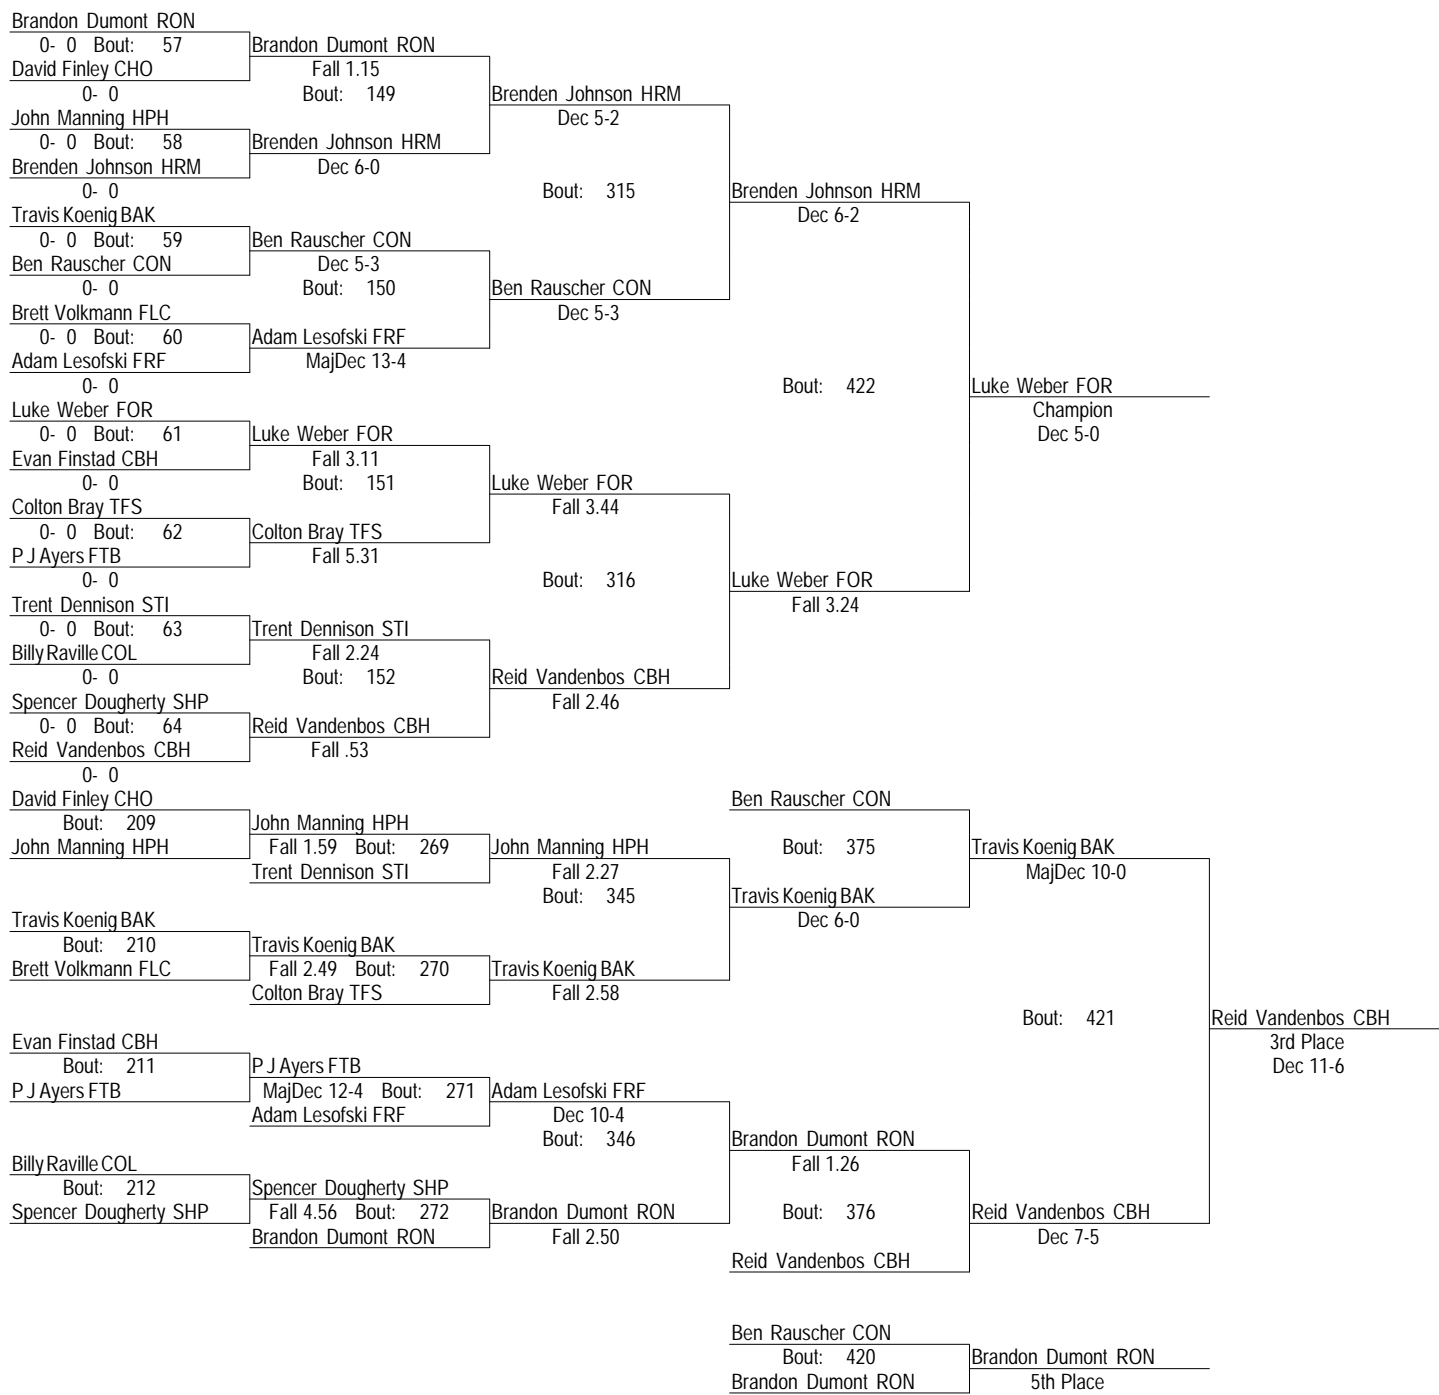 Brandon Dumont RON
0- 0 Bout: 57 Brandon Dumont RON
David Finley CHO Fall 1.15
0- 0 Bout: 149 Brenden Johnson HRM
John Manning HPH Dec 5-2
0- 0 Bout: 58 Brenden Johnson HRM
Brenden Johnson HRM Dec 6-0
0- 0 Bout: 315 Brenden Johnson HRM
Travis Koenig BAK Dec 6-2
0- 0 Bout: 59 Ben Rauscher CON
Ben Rauscher CON Dec 5-3
0- 0 Bout: 150 Ben Rauscher CON
Brett Volkmann FLC Dec 5-3
0- 0 Bout: 60 Adam Lesofski FRF
Adam Lesofski FRF MajDec 13-4
0- 0 Bout: 422 Luke Weber FOR
Luke Weber FOR Champion
0- 0 Bout: 61 Luke Weber FOR Dec 5-0
Evan Finstad CBH Fall 3.11
0- 0 Bout: 151 Luke Weber FOR
Colton Bray TFS Fall 3.44
0- 0 Bout: 62 Colton Bray TFS
P J Ayers FTB Fall 5.31
0- 0 Bout: 316 Luke Weber FOR
Trent Dennison STI Fall 3.24
0- 0 Bout: 63 Trent Dennison STI
Billy Raville COL Fall 2.24
0- 0 Bout: 152 Reid Vandenbos CBH
Spencer Dougherty SHP Fall 2.46
0- 0 Bout: 64 Reid Vandenbos CBH
Reid Vandenbos CBH Fall .53
0- 0
David Finley CHO Ben Rauscher CON
Bout: 209 John Manning HPH
John Manning HPH Fall 1.59 Bout: 269 John Manning HPH Bout: 375 Travis Koenig BAK
Trent Dennison STI Fall 2.27 MajDec 10-0
Bout: 345 Travis Koenig BAK
Travis Koenig BAK Dec 6-0
Bout: 210 Travis Koenig BAK
Brett Volkmann FLC Fall 2.49 Bout: 270 Travis Koenig BAK
Colton Bray TFS Fall 2.58
Bout: 421 Reid Vandenbos CBH
Evan Finstad CBH 3rd Place
Bout: 211 P J Ayers FTB Dec 11-6
P J Ayers FTB MajDec 12-4 Bout: 271 Adam Lesofski FRF
Adam Lesofski FRF Dec 10-4
Bout: 346 Brandon Dumont RON
Billy Raville COL Fall 1.26
Bout: 212 Spencer Dougherty SHP
Spencer Dougherty SHP Fall 4.56 Bout: 272 Brandon Dumont RON Bout: 376 Reid Vandenbos CBH
Brandon Dumont RON Fall 2.50 Dec 7-5
Reid Vandenbos CBH
Ben Rauscher CON
Bout: 420 Brandon Dumont RON
Brandon Dumont RON 5th Place